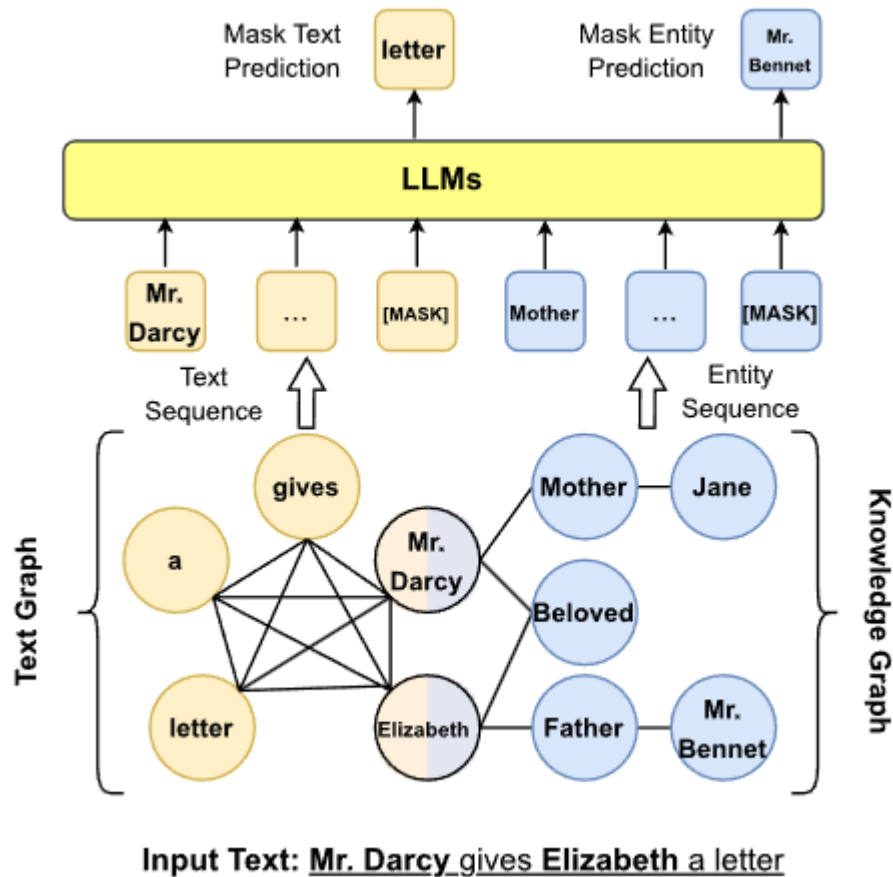 Mask Text
Prediction
letter
Mask Entity
Prediction
Mr.
Bennet
LLMs
Mr.
Darcy
...
[MASK]
Mother
...
[MASK]
Text
Sequence
Entity
Sequence
Text Graph
gives
a
letter
Mr.
Darcy
Elizabeth
Mother
Jane
Beloved
Father
Mr.
Bennet
Knowledge Graph
Input Text: Mr. Darcy gives Elizabeth a letter